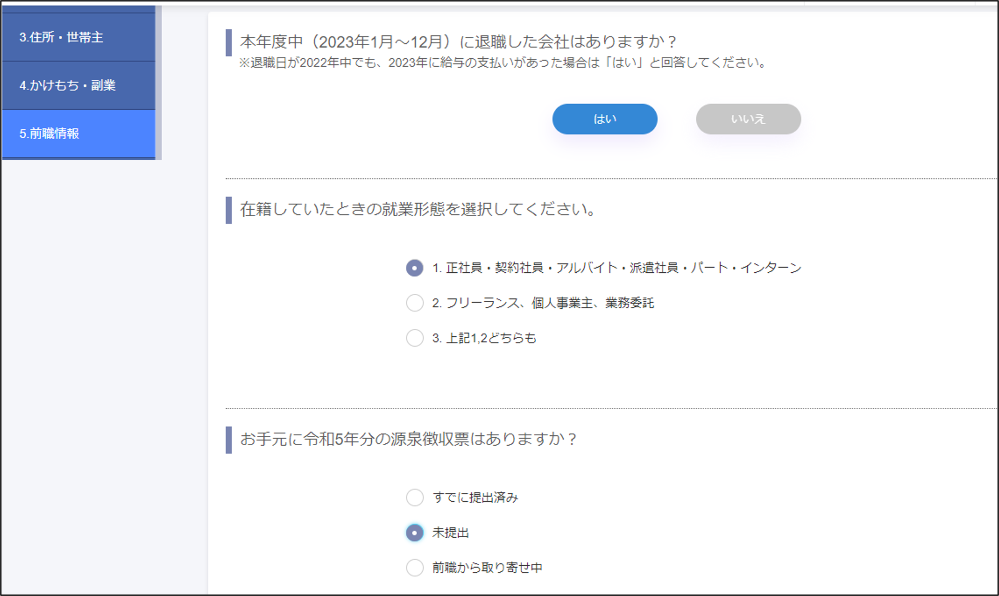 3.住所・世帯主
4.かけもち・副業
5.前職情報
本年度中（2023年1月～12月）に退職した会社はありますか？
※退職日が2022年中でも、2023年に給与の支払いがあった場合は「はい」と回答してください。
はい
いいえ
在籍していたときの就業形態を選択してください。
1. 正社員・契約社員・アルバイト・派遣社員・パート・インターン
2. フリーランス、個人事業主、業務委託
3. 上記1,2どちらも
お手元に令和5年分の源泉徴収票はありますか？
すでに提出済み
未提出
前職から取り寄せ中